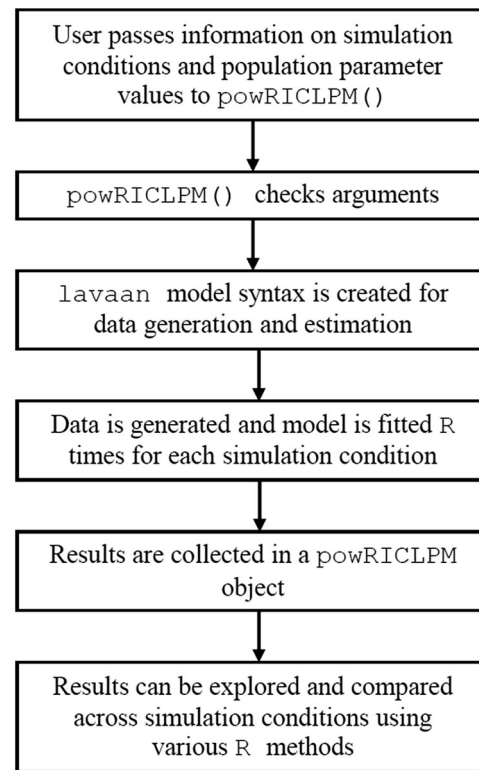 User passes information on simulation
conditions and population parameter
values to powRICLPM()
powRICLPM() checks arguments
lavaan model syntax is created for
data generation and estimation
Data is generated and model is fitted R
times for each simulation condition
Results are collected in a powRICLPM
object
Results can be explored and compared
across simulation conditions using
various R methods